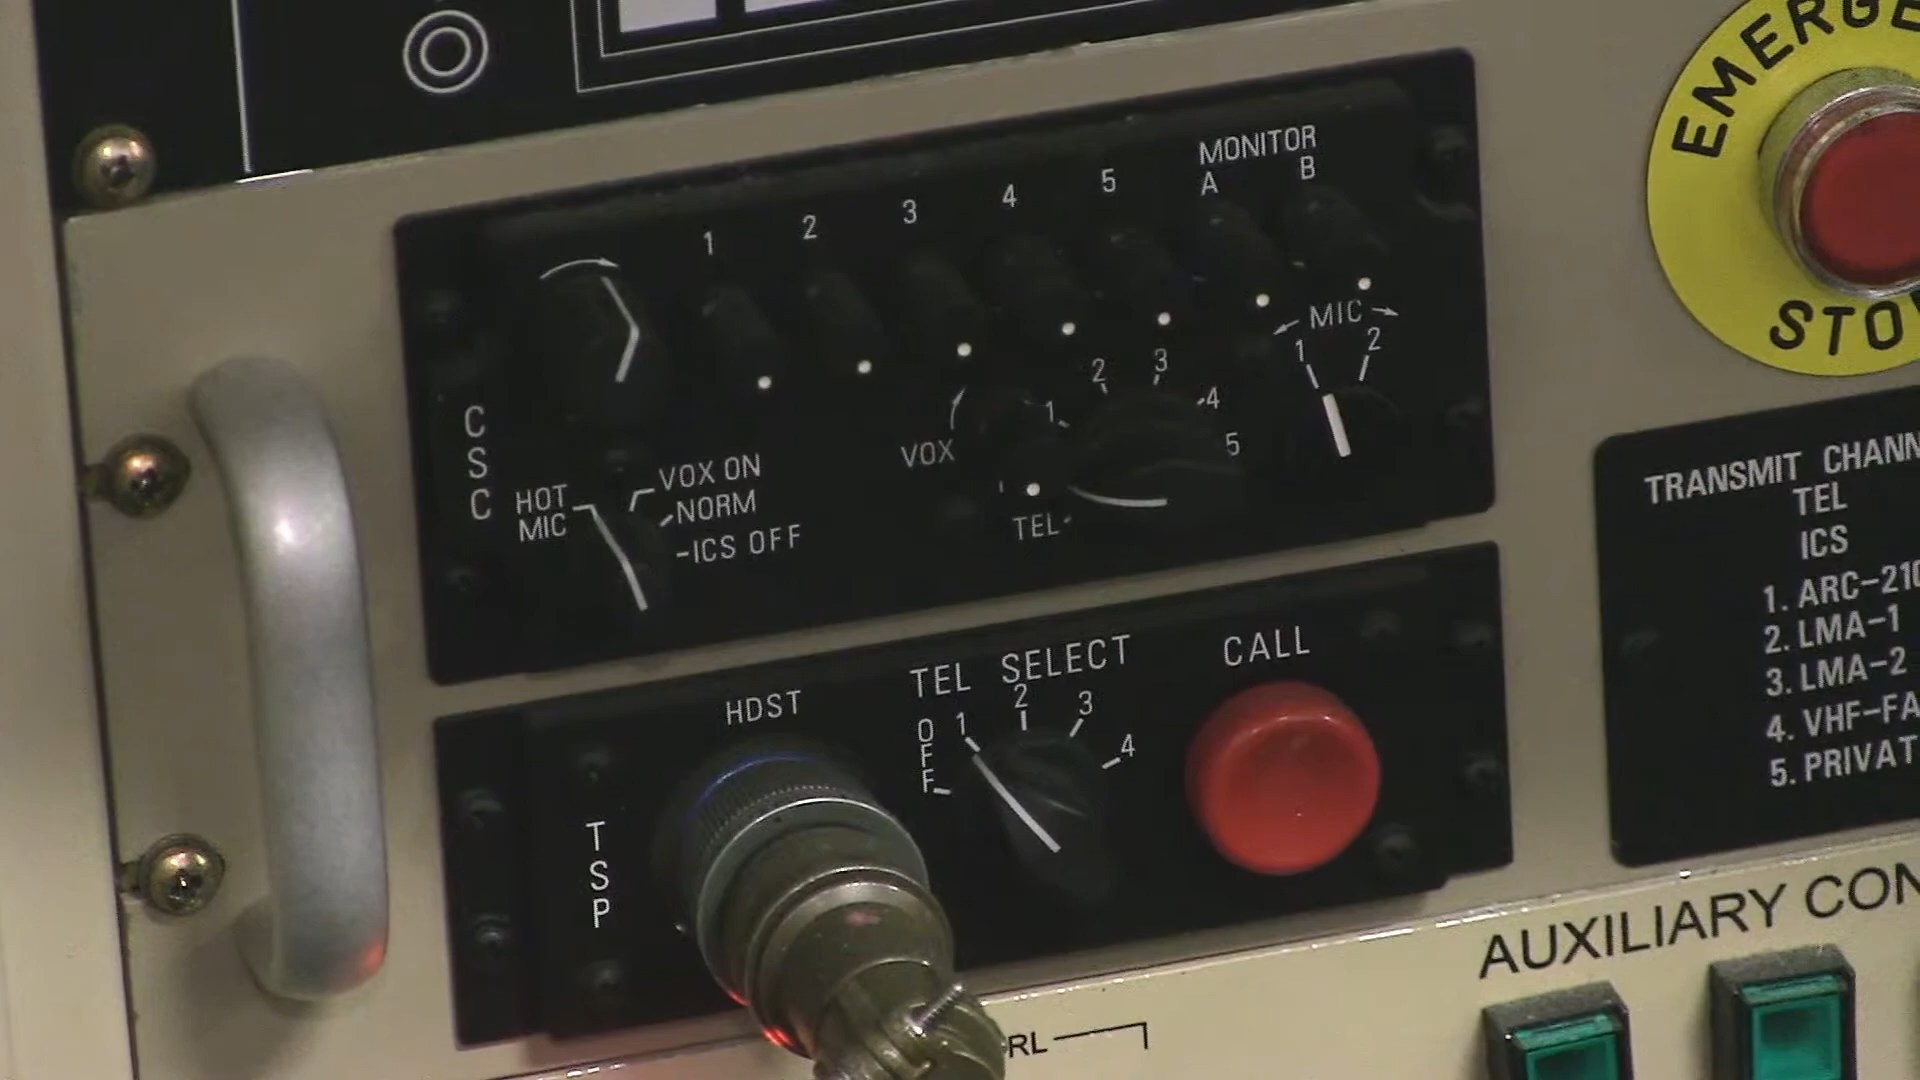 EMERGE
STO
MONITOR
A B
1 2 3 4 5
MIC
1 2
1 2 3 4 5
VOX
TEL
CSC
HOT
MIC
VOX ON
NORM
ICS OFF
TRANSMIT CHANN
TEL
ICS
1. ARC-210
2. LMA-1
3. LMA-2
4. VHF-FA
5. PRIVAT
HDST
TEL SELECT
OFF 1 2 3 4
CALL
TSP
AUXILIARY CON
RL